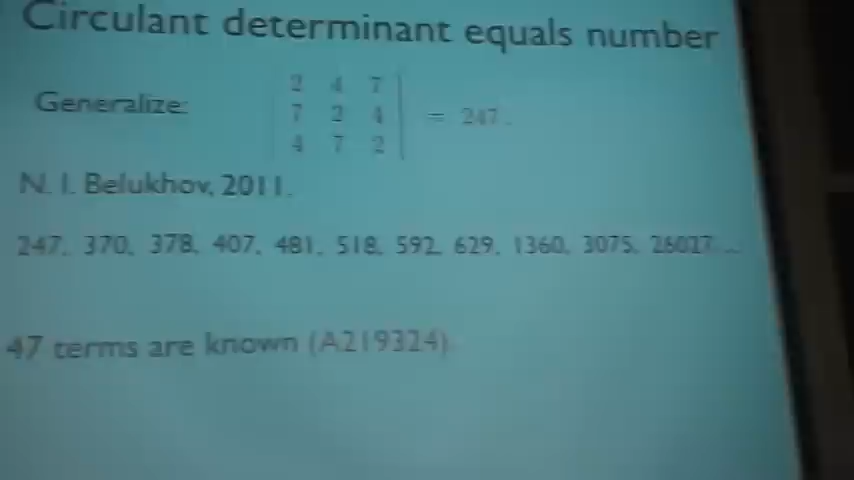 Circulant determinant equals number
Generalize:
2 4 7
7 2 4 = 247.
4 7 2
N. I. Belukhov, 2011.
247, 370, 378, 407, 481, 518, 592, 629, 1360, 3075, 26027, ...
47 terms are known (A219324).